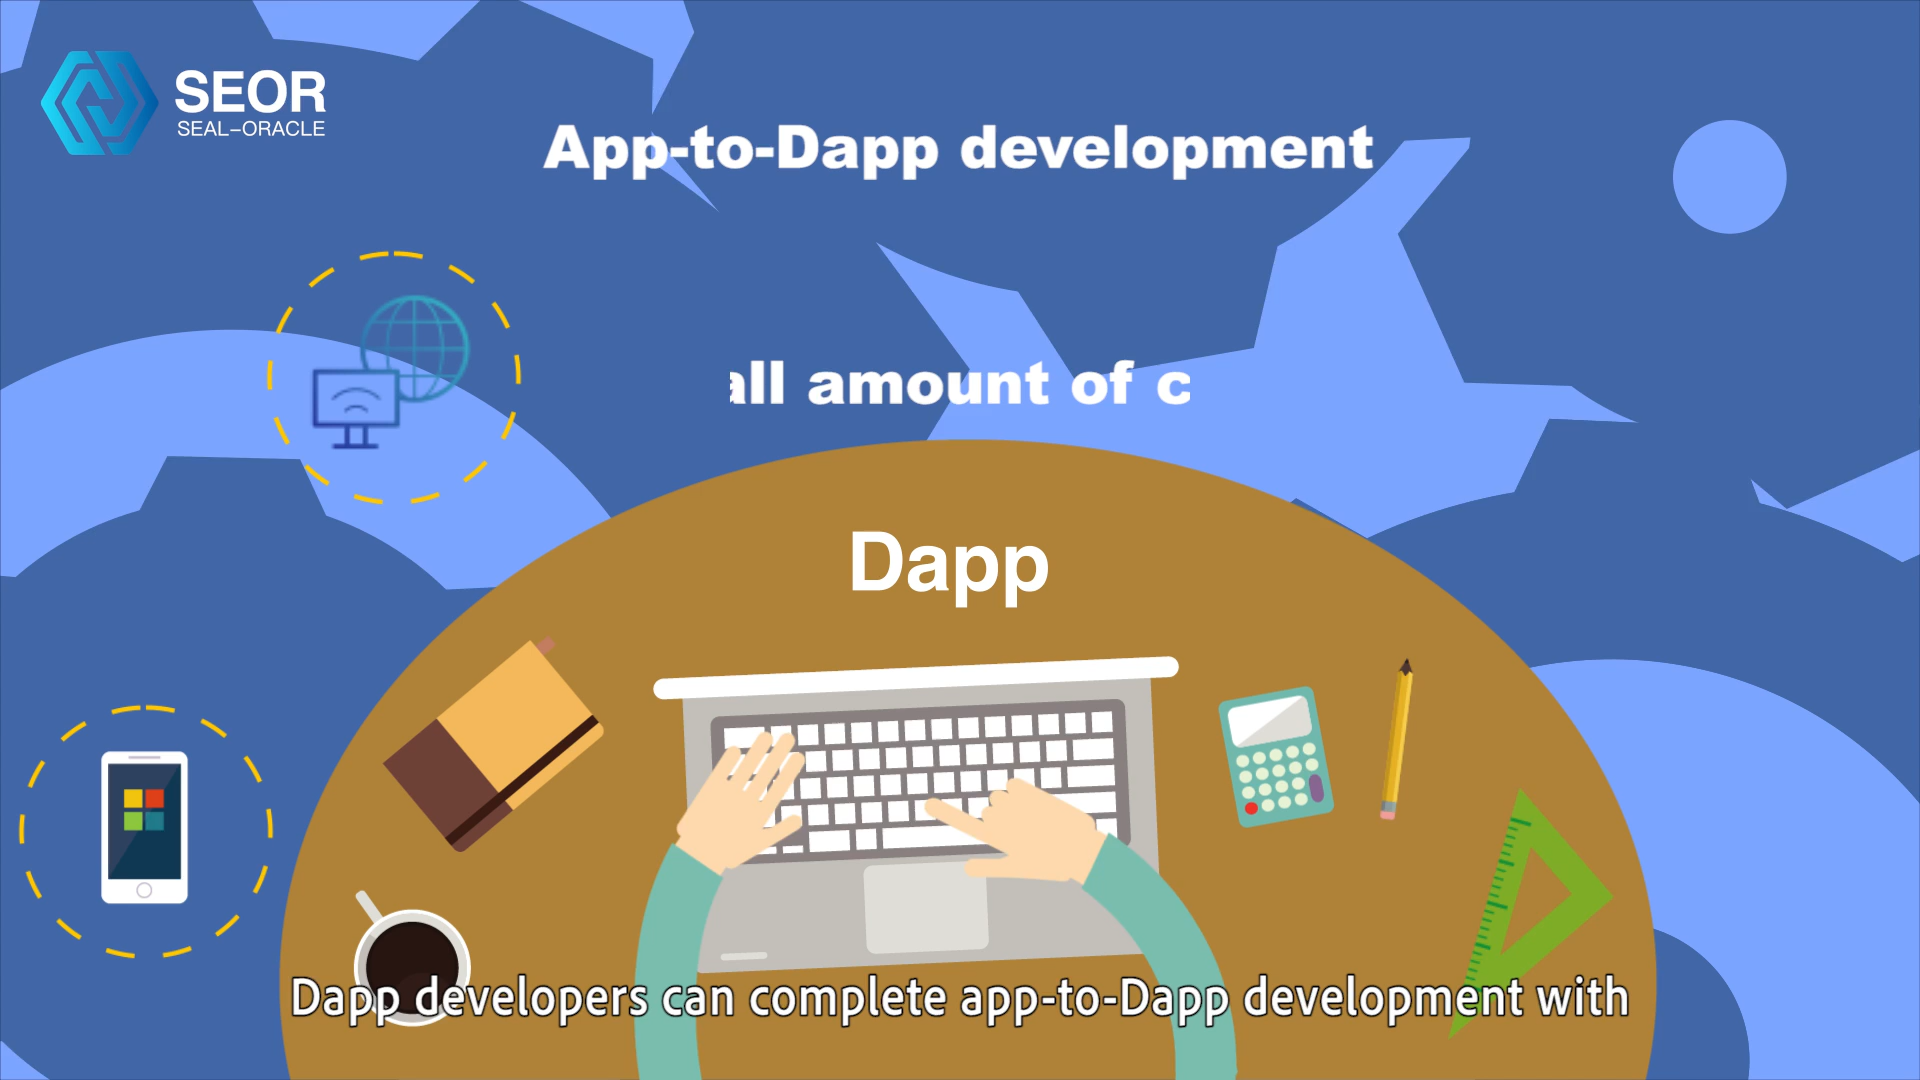 SEOR
SEAL-ORACLE
App-to-Dapp development
all amount of c
Dapp
Dapp developers can complete app-to-Dapp development with